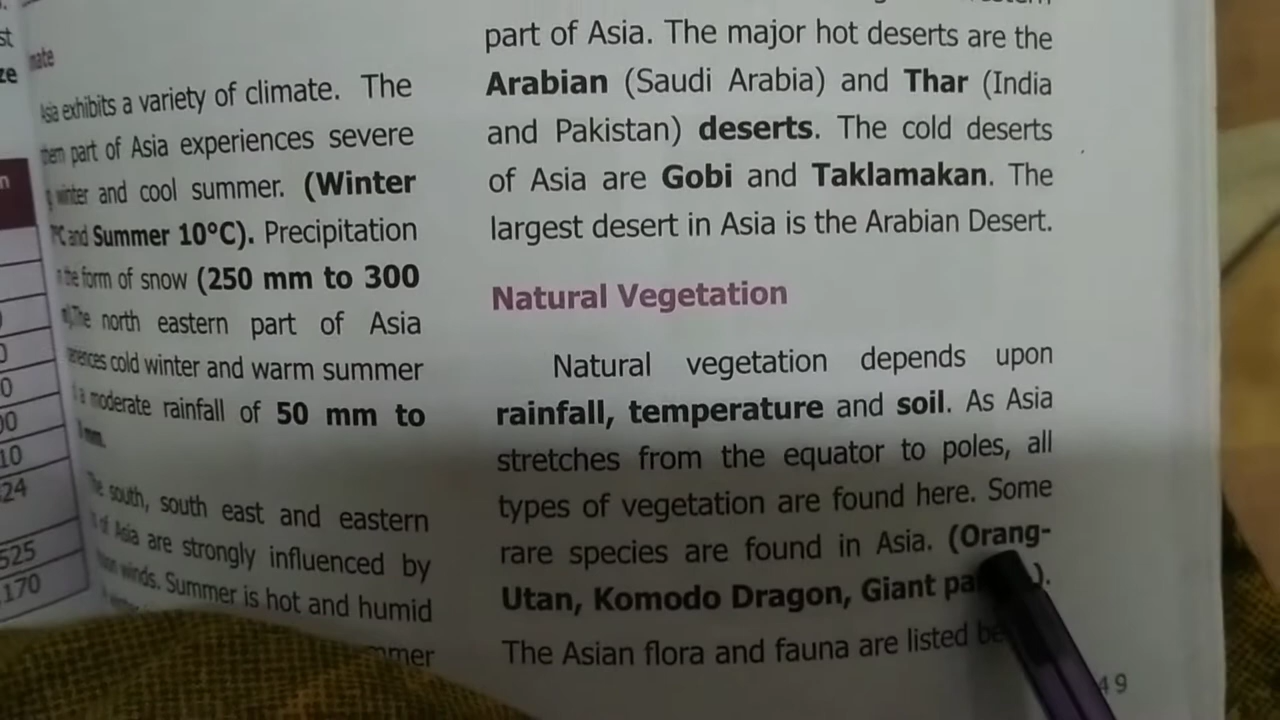 st
ze
n
0
0
00
10
24
525
170
mate
Asia exhibits a variety of climate. The
part of Asia experiences severe
winter and cool summer. (Winter
°C and Summer 10°C). Precipitation
the form of snow (250 mm to 300
The north eastern part of Asia
cold winter and warm summer
a moderate rainfall of 50 mm to
mm.
The south, south east and eastern
of Asia are strongly influenced by
winds. Summer is hot and humid
mmer
part of Asia. The major hot deserts are the
Arabian (Saudi Arabia) and Thar (India
and Pakistan) deserts. The cold deserts
of Asia are Gobi and Taklamakan. The
largest desert in Asia is the Arabian Desert.
Natural Vegetation
Natural vegetation depends upon
rainfall, temperature and soil. As Asia
stretches from the equator to poles, all
types of vegetation are found here. Some
rare species are found in Asia. (Orang-
Utan, Komodo Dragon, Giant pa ).
The Asian flora and fauna are listed be
49